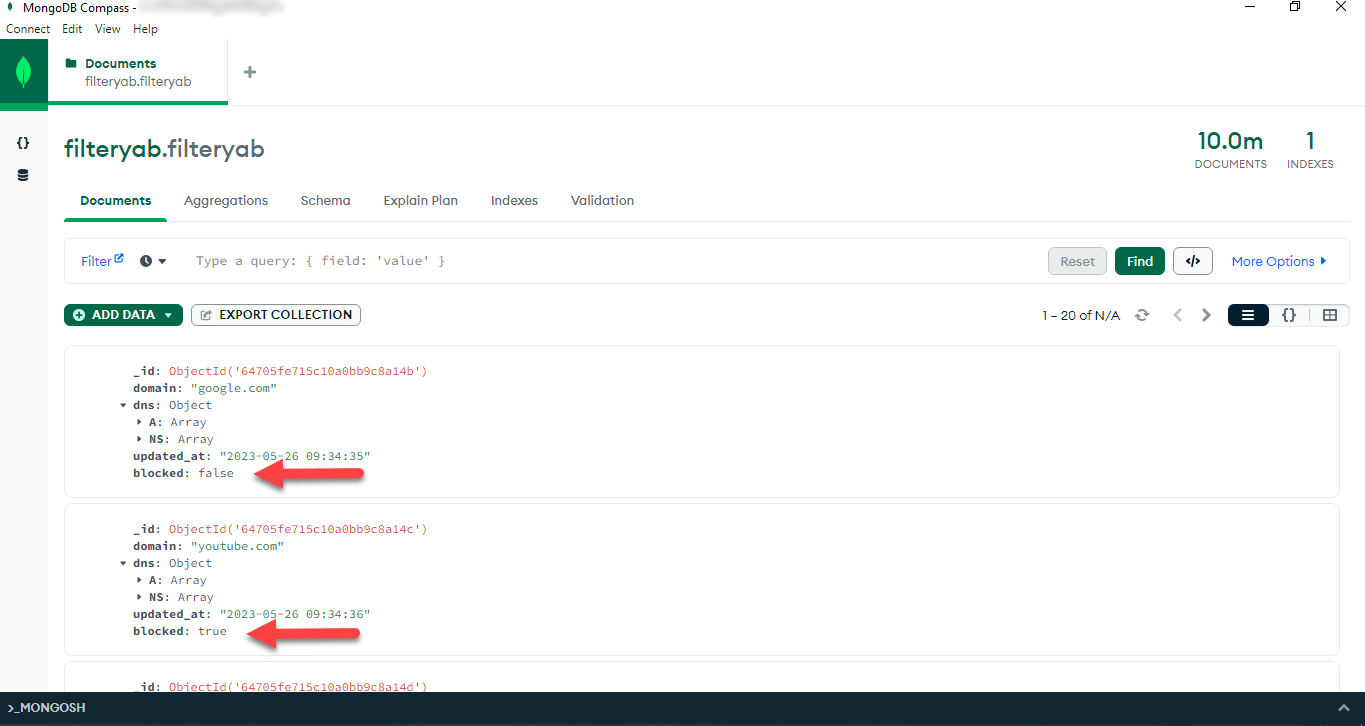 MongoDB Compass -
Connect Edit View Help
Documents
filteryab.filteryab
filteryab.filteryab
10.0m
DOCUMENTS
1
INDEXES
Documents Aggregations Schema Explain Plan Indexes Validation
Filter Type a query: { field: 'value' } Reset Find </> More Options
ADD DATA EXPORT COLLECTION 1 – 20 of N/A {}
_id: ObjectId('64705fe715c10a0bb9c8a14b')
domain: "google.com"
dns: Object
A: Array
NS: Array
updated_at: "2023-05-26 09:34:35"
blocked: false
_id: ObjectId('64705fe715c10a0bb9c8a14c')
domain: "youtube.com"
dns: Object
A: Array
NS: Array
updated_at: "2023-05-26 09:34:36"
blocked: true
_id: ObjectId('64705fe715c10a0bb9c8a14d')
>_MONGOSH